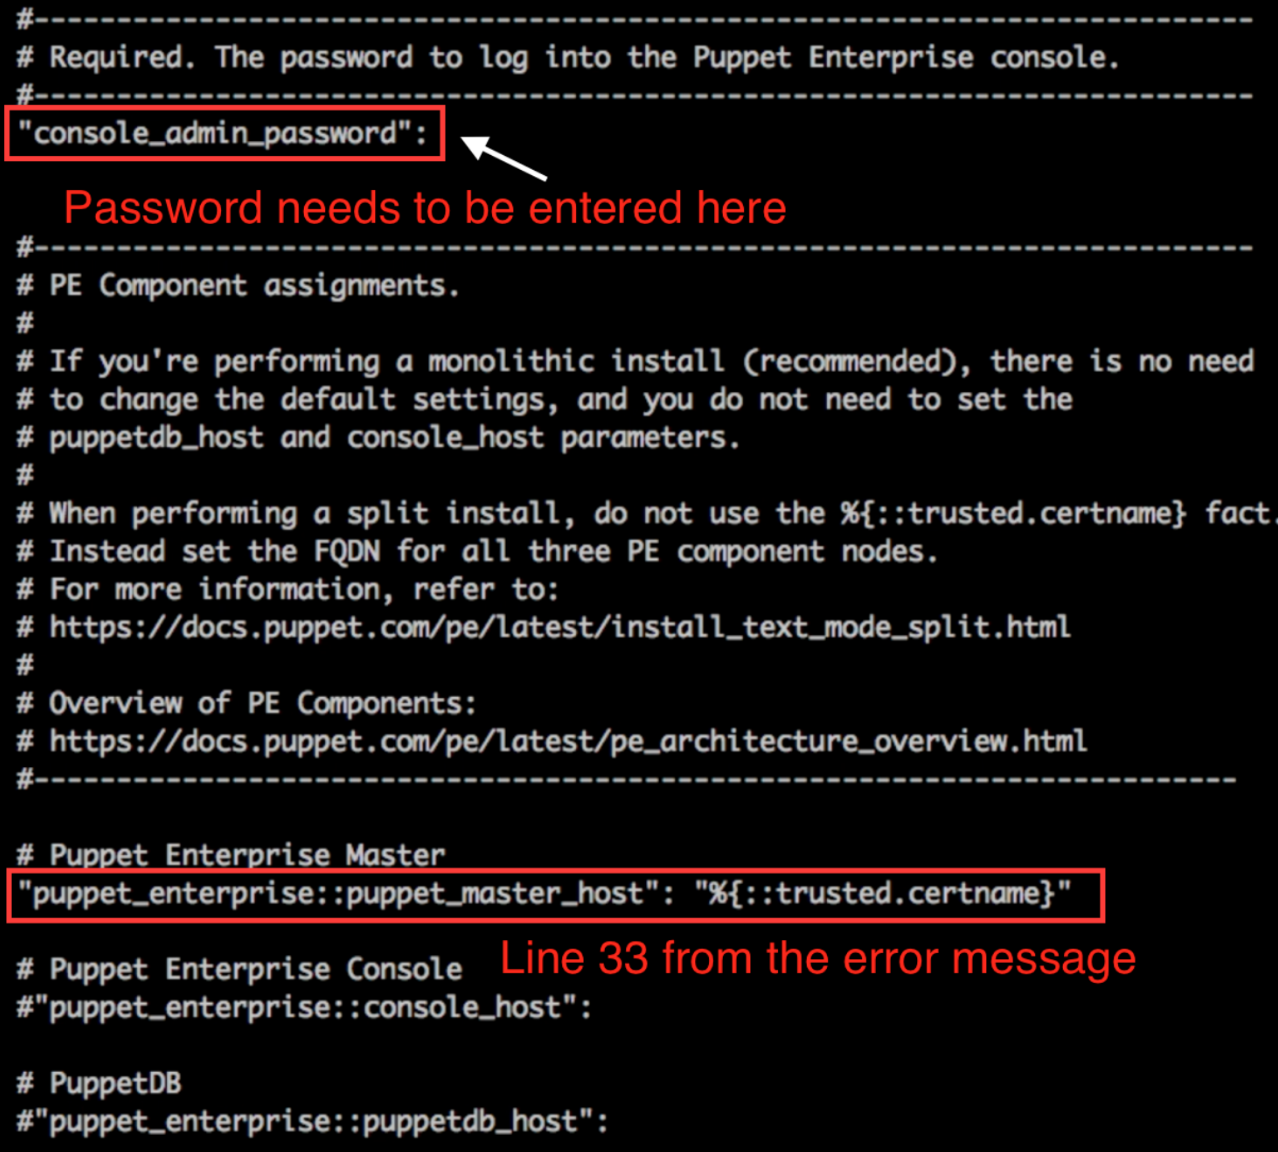 #--------------------------------------------------------------------------
# Required. The password to log into the Puppet Enterprise console.
#--------------------------------------------------------------------------
"console_admin_password":
Password needs to be entered here
#--------------------------------------------------------------------------
# PE Component assignments.
#
# If you're performing a monolithic install (recommended), there is no need
# to change the default settings, and you do not need to set the
# puppetdb_host and console_host parameters.
#
# When performing a split install, do not use the %{::trusted.certname} fact.
# Instead set the FQDN for all three PE component nodes.
# For more information, refer to:
# https://docs.puppet.com/pe/latest/install_text_mode_split.html
#
# Overview of PE Components:
# https://docs.puppet.com/pe/latest/pe_architecture_overview.html
#-------------------------------------------------------------------------
# Puppet Enterprise Master
"puppet_enterprise::puppet_master_host": "%{::trusted.certname}"
Line 33 from the error message
# Puppet Enterprise Console
#"puppet_enterprise::console_host":
# PuppetDB
#"puppet_enterprise::puppetdb_host":